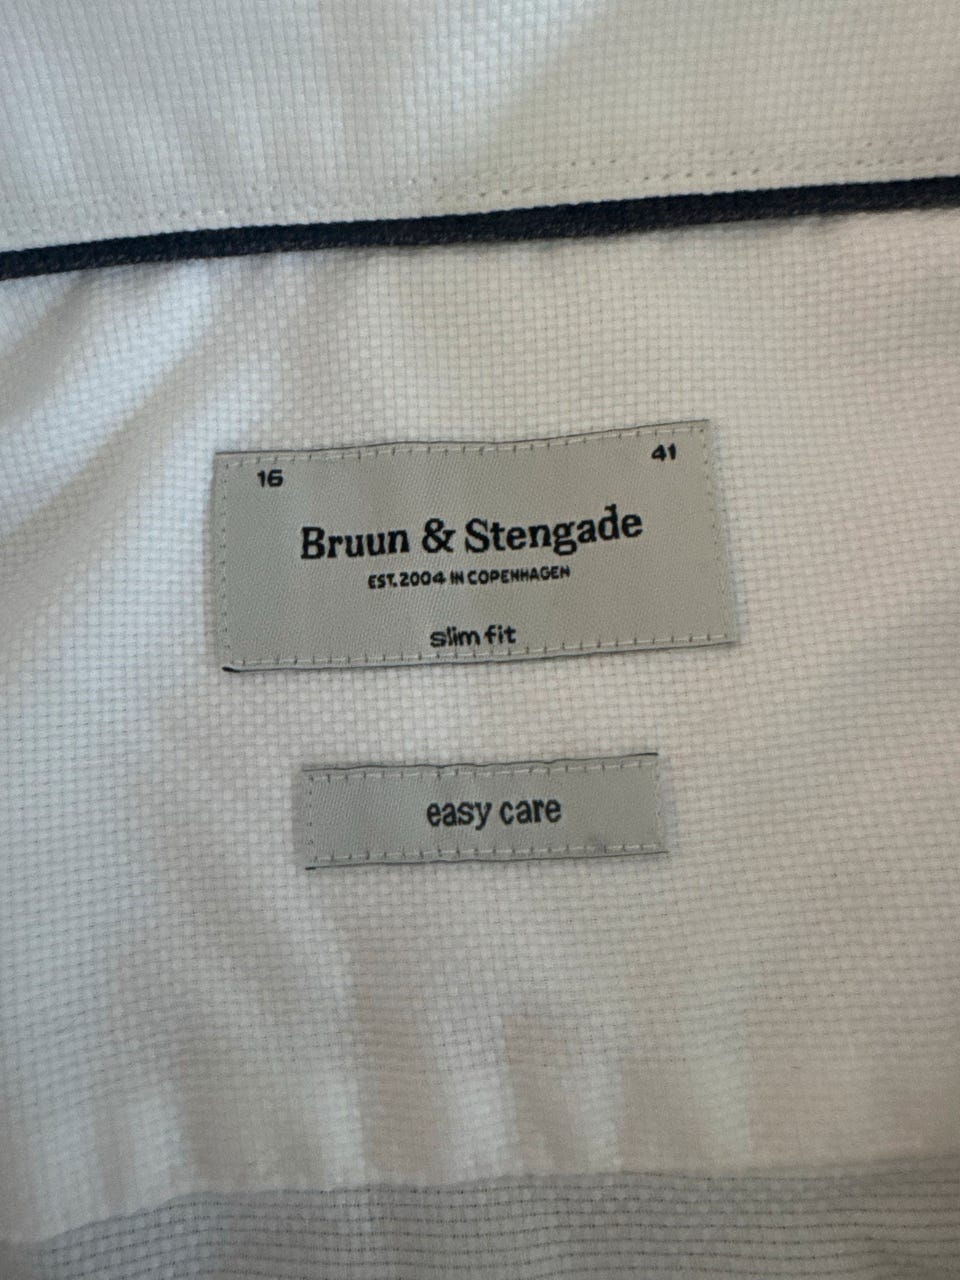 16 41
Bruun & Stengade
EST. 2004 IN COPENHAGEN
slim fit
easy care